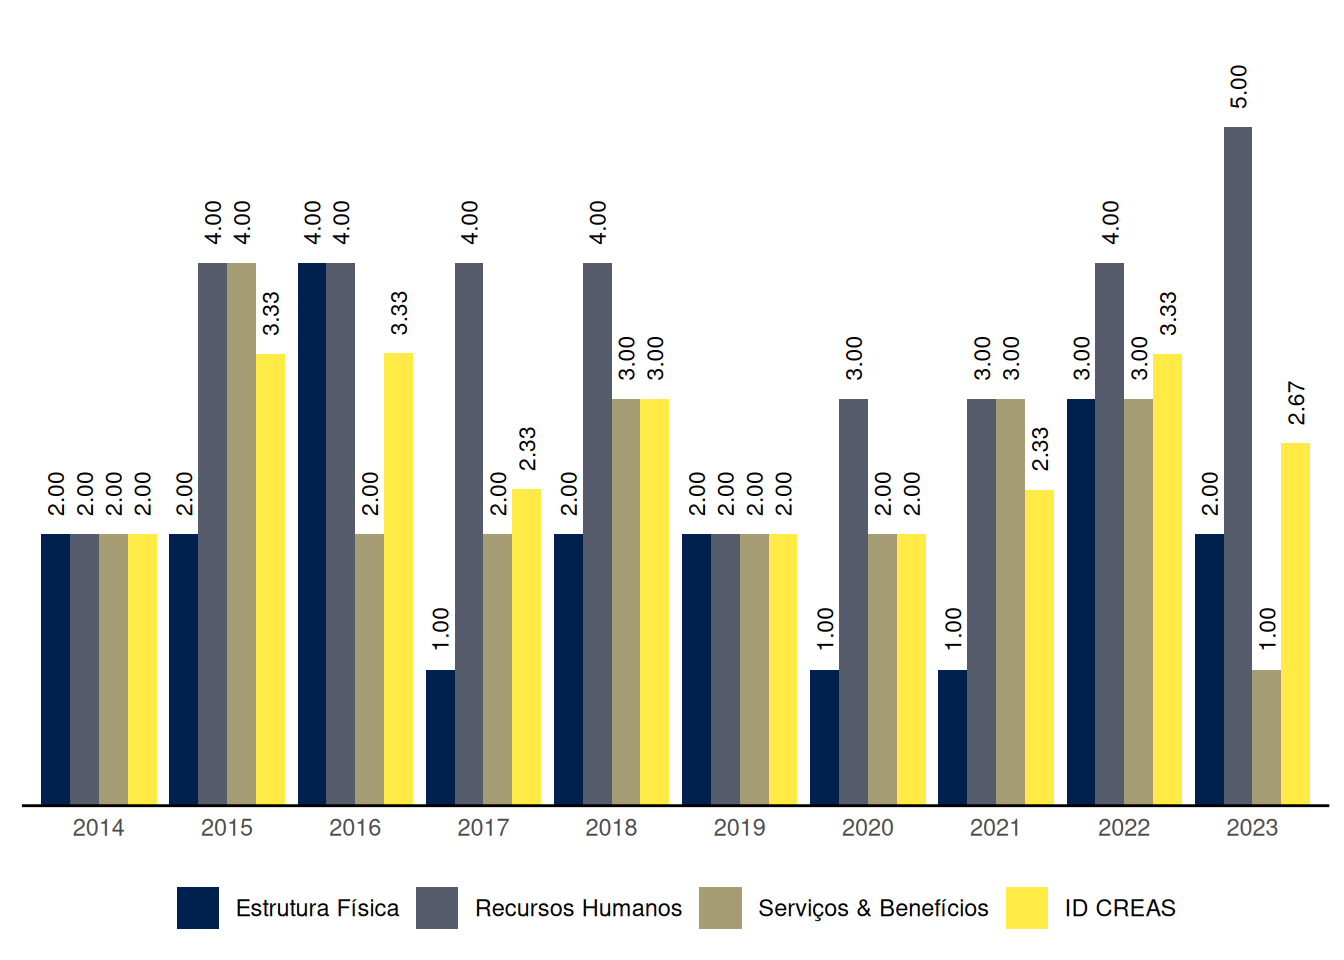 5.00
4.00 4.00 4.00 4.00 4.00 4.00 4.00
3.33 3.33 3.33
3.00 3.00 3.00 3.00 3.00 3.00 3.00
2.67
2.33 2.33
2.00 2.00 2.00 2.00 2.00 2.00 2.00 2.00 2.00 2.00 2.00 2.00 2.00 2.00 2.00
1.00 1.00 1.00 1.00
2014 2015 2016 2017 2018 2019 2020 2021 2022 2023
Estrutura Física Recursos Humanos Serviços & Benefícios ID CREAS